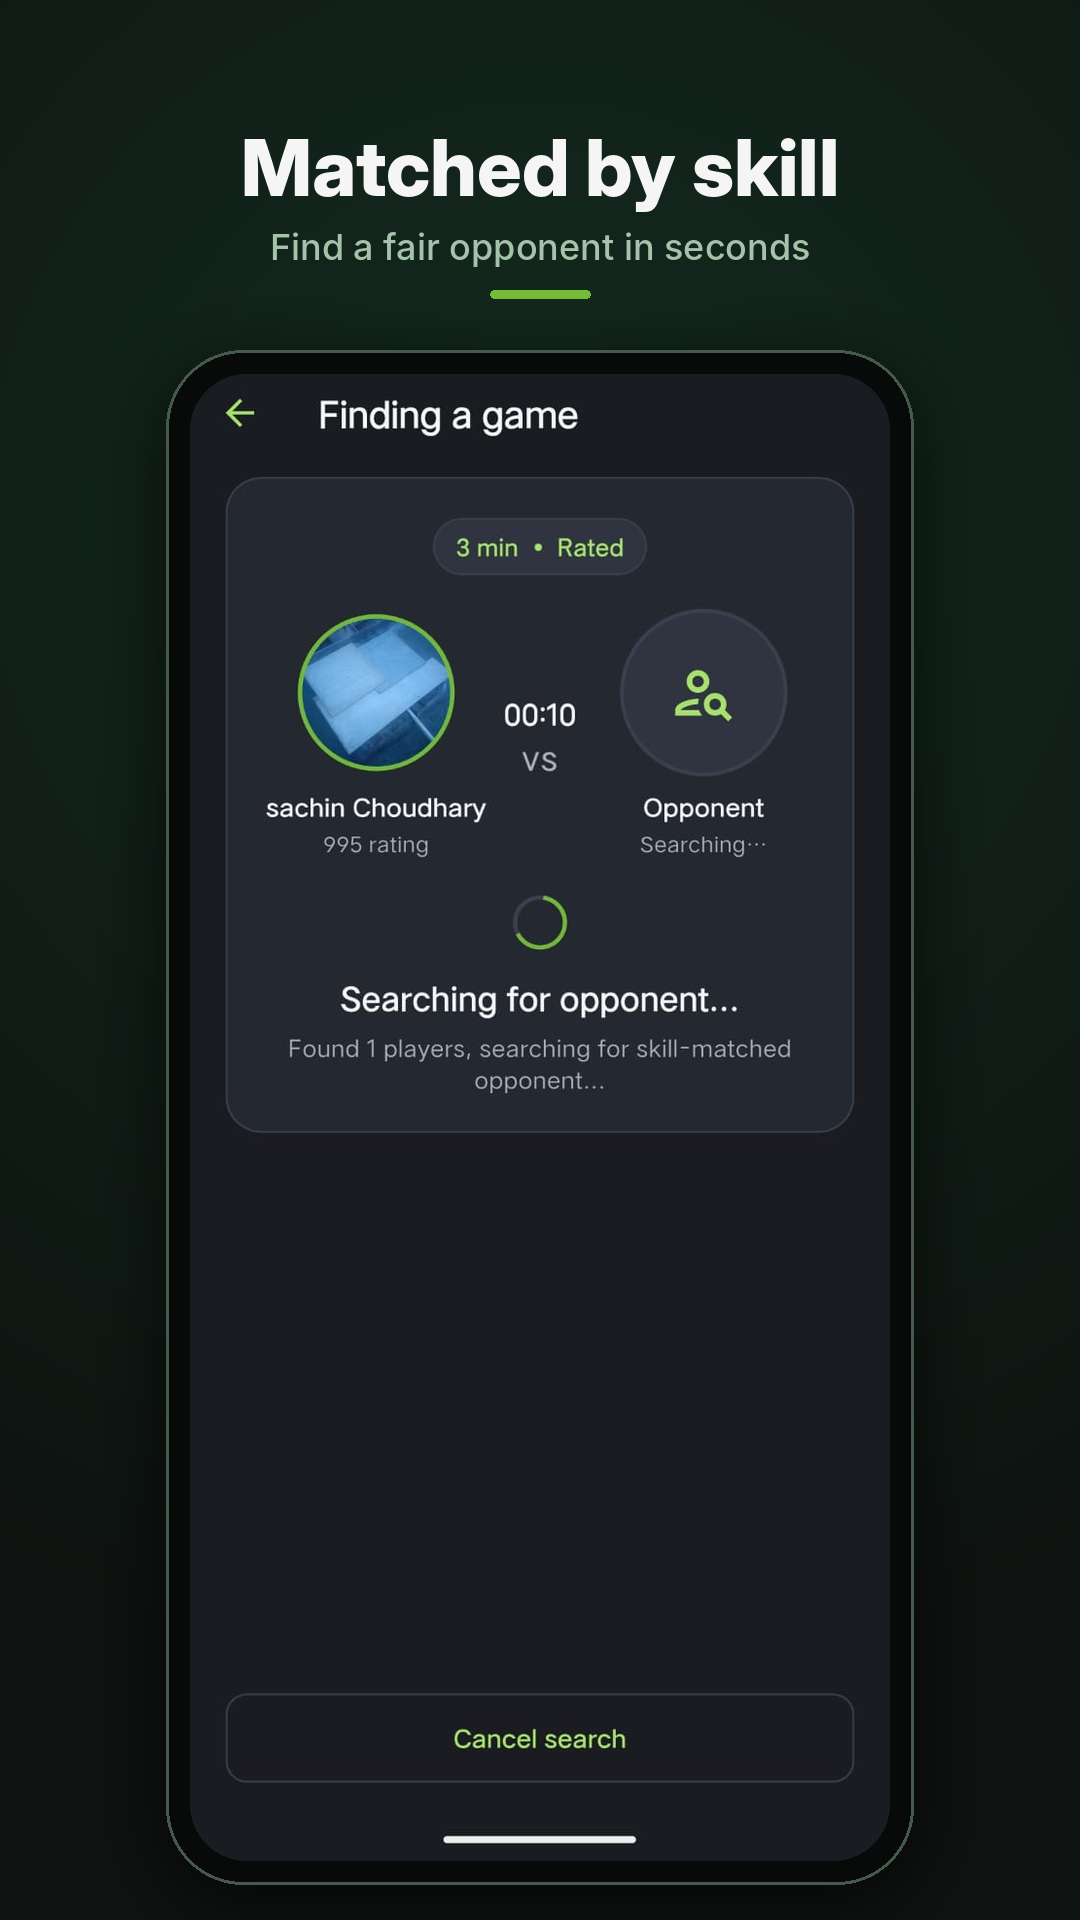 Matched by skill
Find a fair opponent in seconds
Finding a game
3 min • Rated
00:10
VS
sachin Choudhary
995 rating
Opponent
Searching···
Searching for opponent...
Found 1 players, searching for skill-matched
opponent...
Cancel search